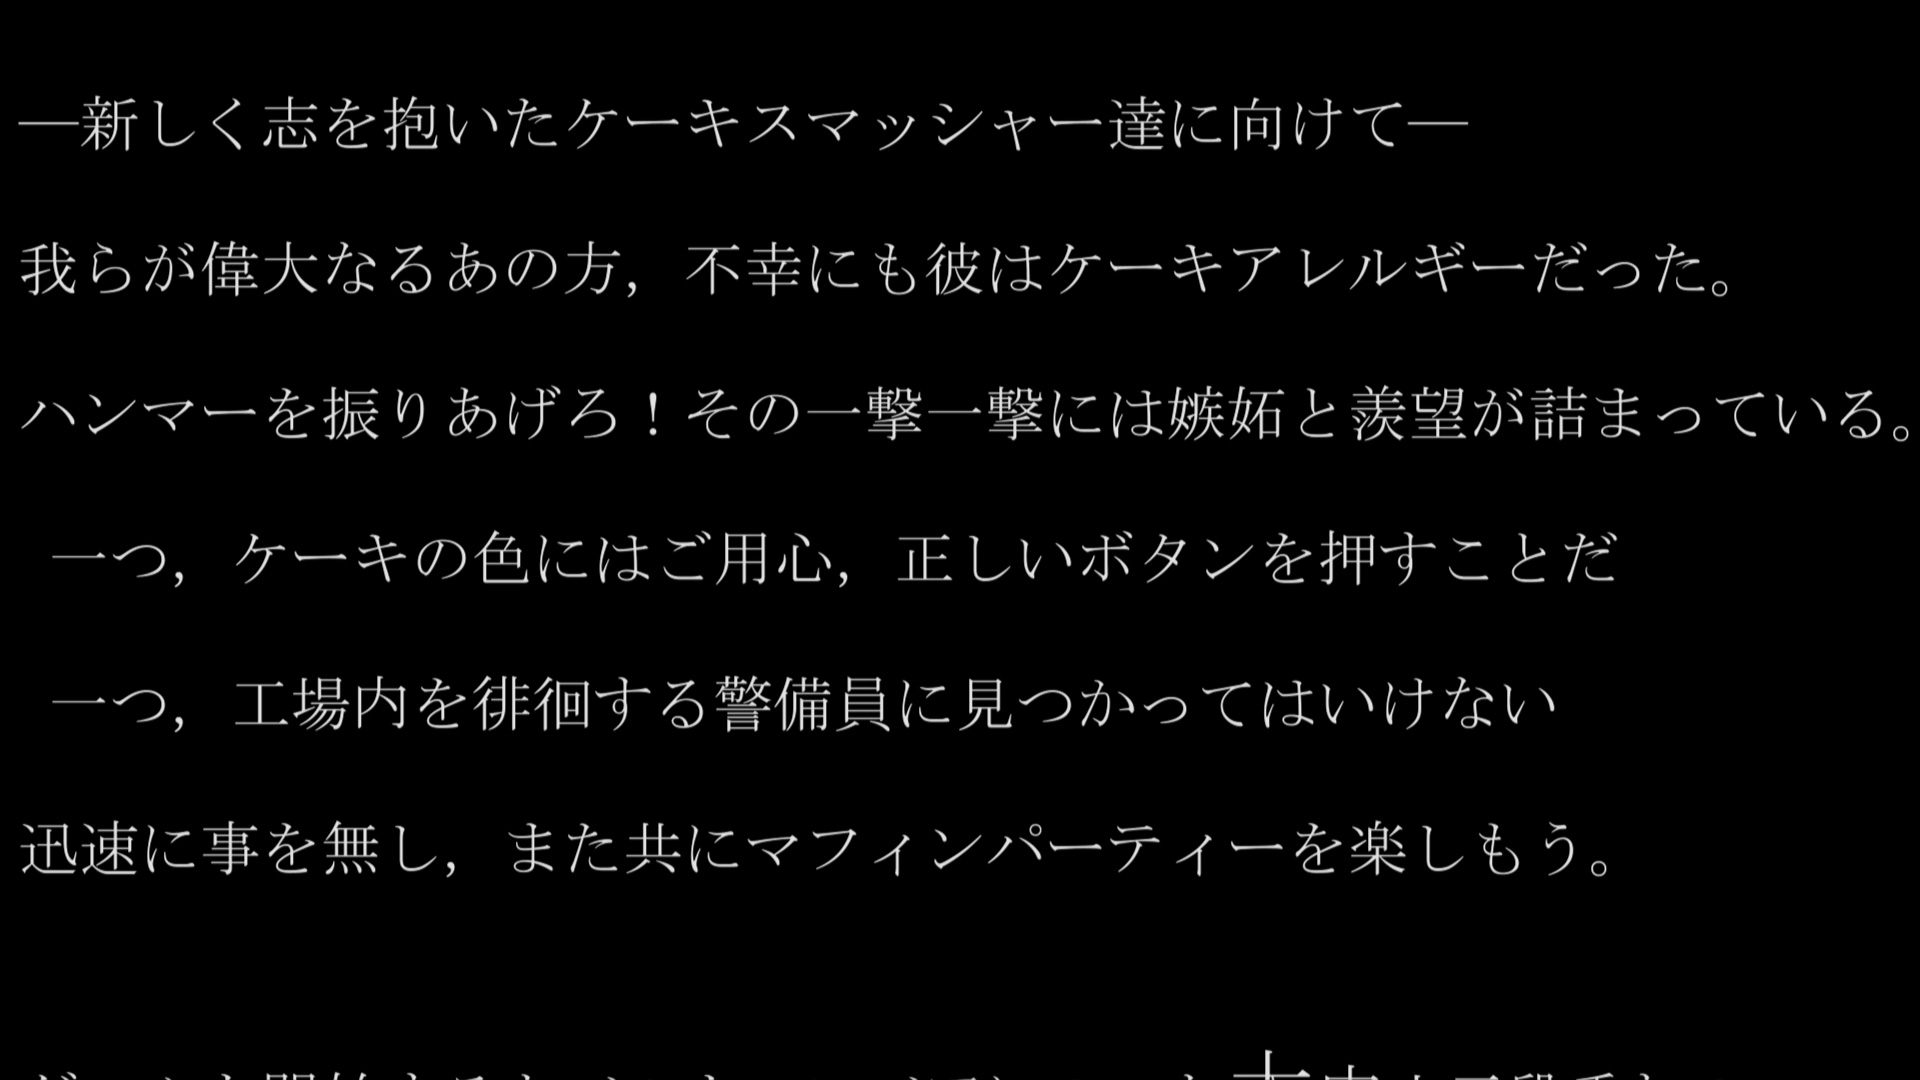 ―新しく志を抱いたケーキスマッシャー達に向けて―
我らが偉大なるあの方，不幸にも彼はケーキアレルギーだった。
ハンマーを振りあげろ！その一撃一撃には嫉妬と羨望が詰まっている。
一つ，ケーキの色にはご用心，正しいボタンを押すことだ
一つ，工場内を徘徊する警備員に見つかってはいけない
迅速に事を無し，また共にマフィンパーティーを楽しもう。